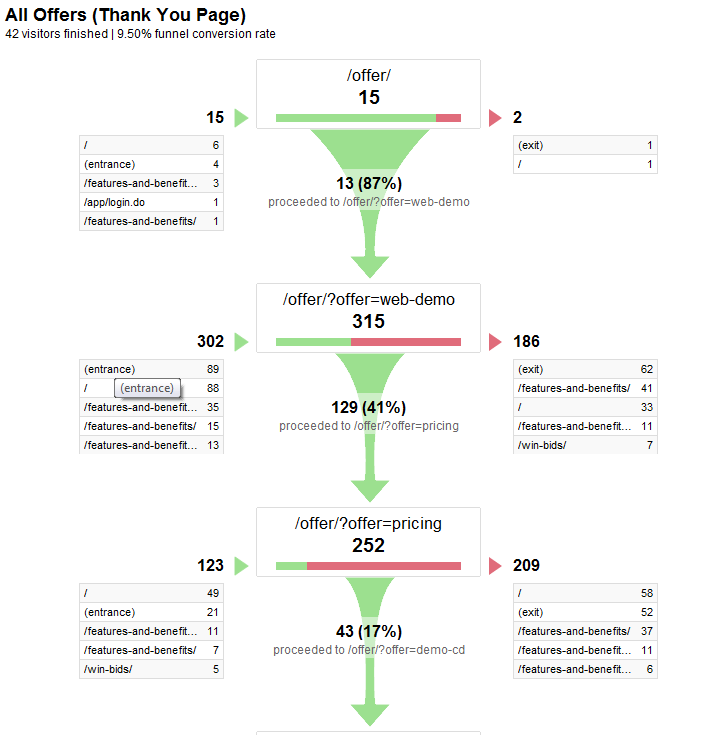 All Offers (Thank You Page)
42 visitors finished | 9.50% funnel conversion rate
/offer/
15
15
2
/ 6
(entrance) 4
/features-and-benefit... 3
/app/login.do 1
/features-and-benefits/ 1
(exit) 1
/ 1
13 (87%)
proceeded to /offer/?offer=web-demo
/offer/?offer=web-demo
315
302
186
(entrance) 89
/ 88
(entrance)
/features-and-benefit... 35
/features-and-benefits/ 15
/features-and-benefit... 13
(exit) 62
/features-and-benefits/ 41
/ 33
/features-and-benefit... 11
/win-bids/ 7
129 (41%)
proceeded to /offer/?offer=pricing
/offer/?offer=pricing
252
123
209
/ 49
(entrance) 21
/features-and-benefit... 11
/features-and-benefits/ 7
/win-bids/ 5
/ 58
(exit) 52
/features-and-benefits/ 37
/features-and-benefit... 11
/features-and-benefit... 6
43 (17%)
proceeded to /offer/?offer=demo-cd